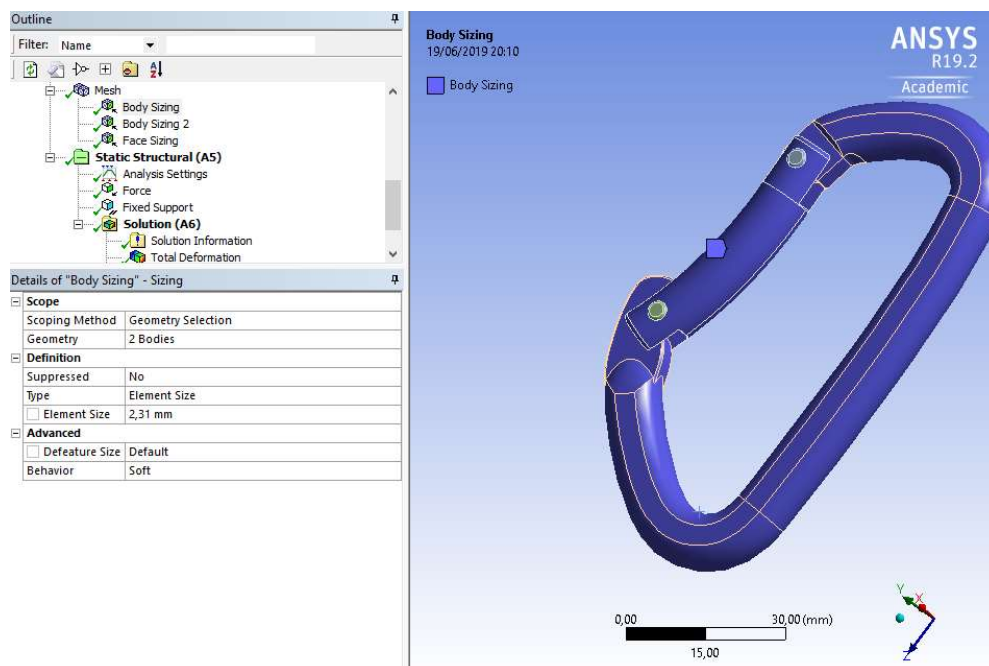 Outline
Filter: Name
Mesh
Body Sizing
Body Sizing 2
Face Sizing
Static Structural (A5)
Analysis Settings
Force
Fixed Support
Solution (A6)
Solution Information
Total Deformation
Details of "Body Sizing" - Sizing
Scope
Scoping Method Geometry Selection
Geometry 2 Bodies
Definition
Suppressed No
Type Element Size
Element Size 2,31 mm
Advanced
Defeature Size Default
Behavior Soft
Body Sizing
19/06/2019 20:10
Body Sizing
ANSYS
R19.2
Academic
0,00 30,00 (mm)
15,00
Y X
Z